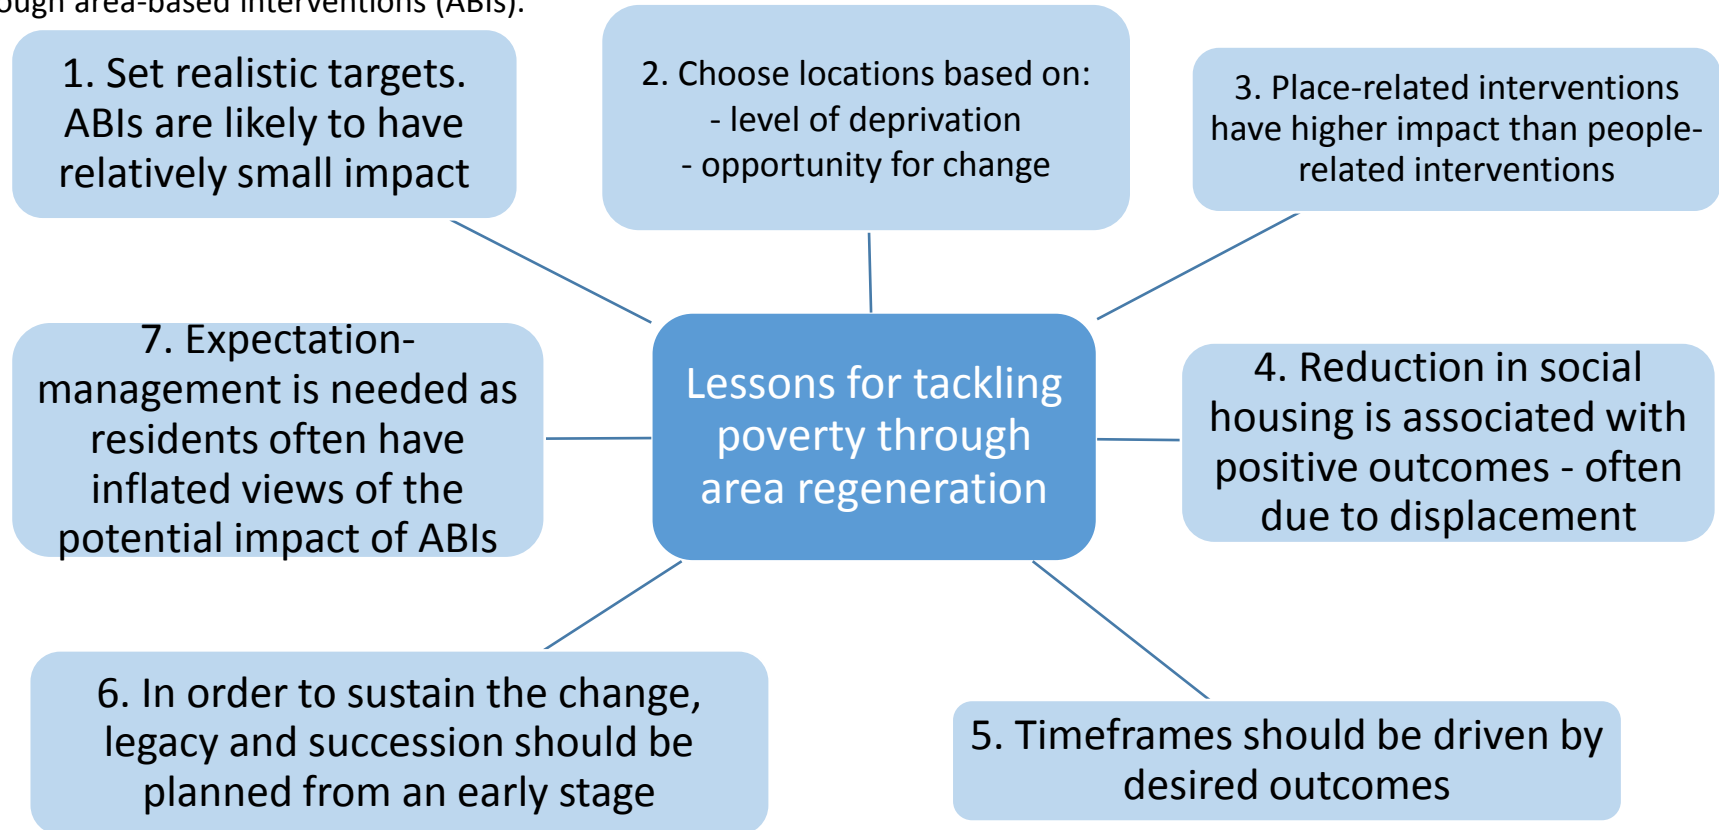 ough area-based interventions (ABIs).
1. Set realistic targets.
ABIs are likely to have
relatively small impact
2. Choose locations based on:
- level of deprivation
- opportunity for change
3. Place-related interventions
have higher impact than people-
related interventions
7. Expectation-
management is needed as
residents often have
inflated views of the
potential impact of ABIs
Lessons for tackling
poverty through
area regeneration
4. Reduction in social
housing is associated with
positive outcomes - often
due to displacement
6. In order to sustain the change,
legacy and succession should be
planned from an early stage
5. Timeframes should be driven by
desired outcomes